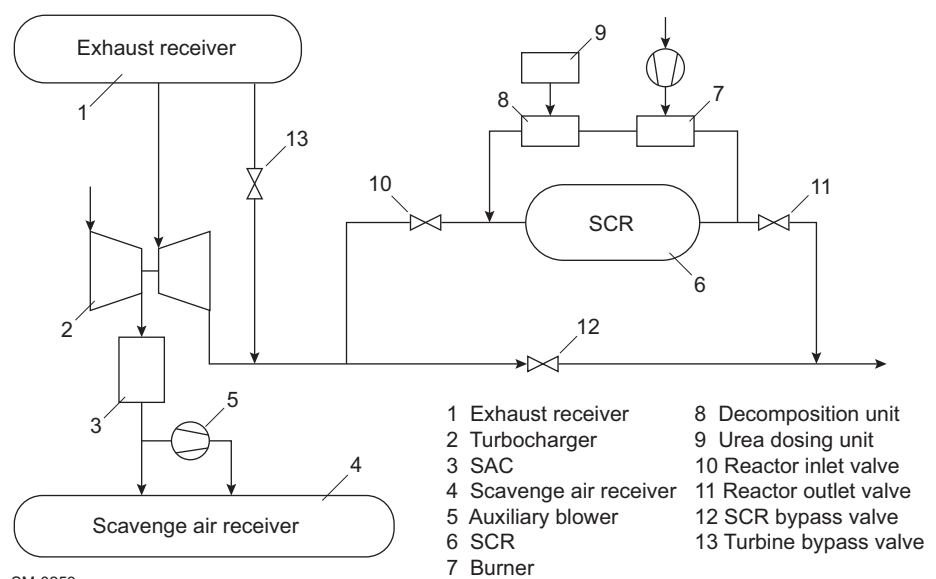 Exhaust receiver
1
9
8
7
13
10
11
SCR
6
2
12
3
5
4
Scavenge air receiver
1 Exhaust receiver
2 Turbocharger
3 SAC
4 Scavenge air receiver
5 Auxiliary blower
6 SCR
7 Burner
8 Decomposition unit
9 Urea dosing unit
10 Reactor inlet valve
11 Reactor outlet valve
12 SCR bypass valve
13 Turbine bypass valve